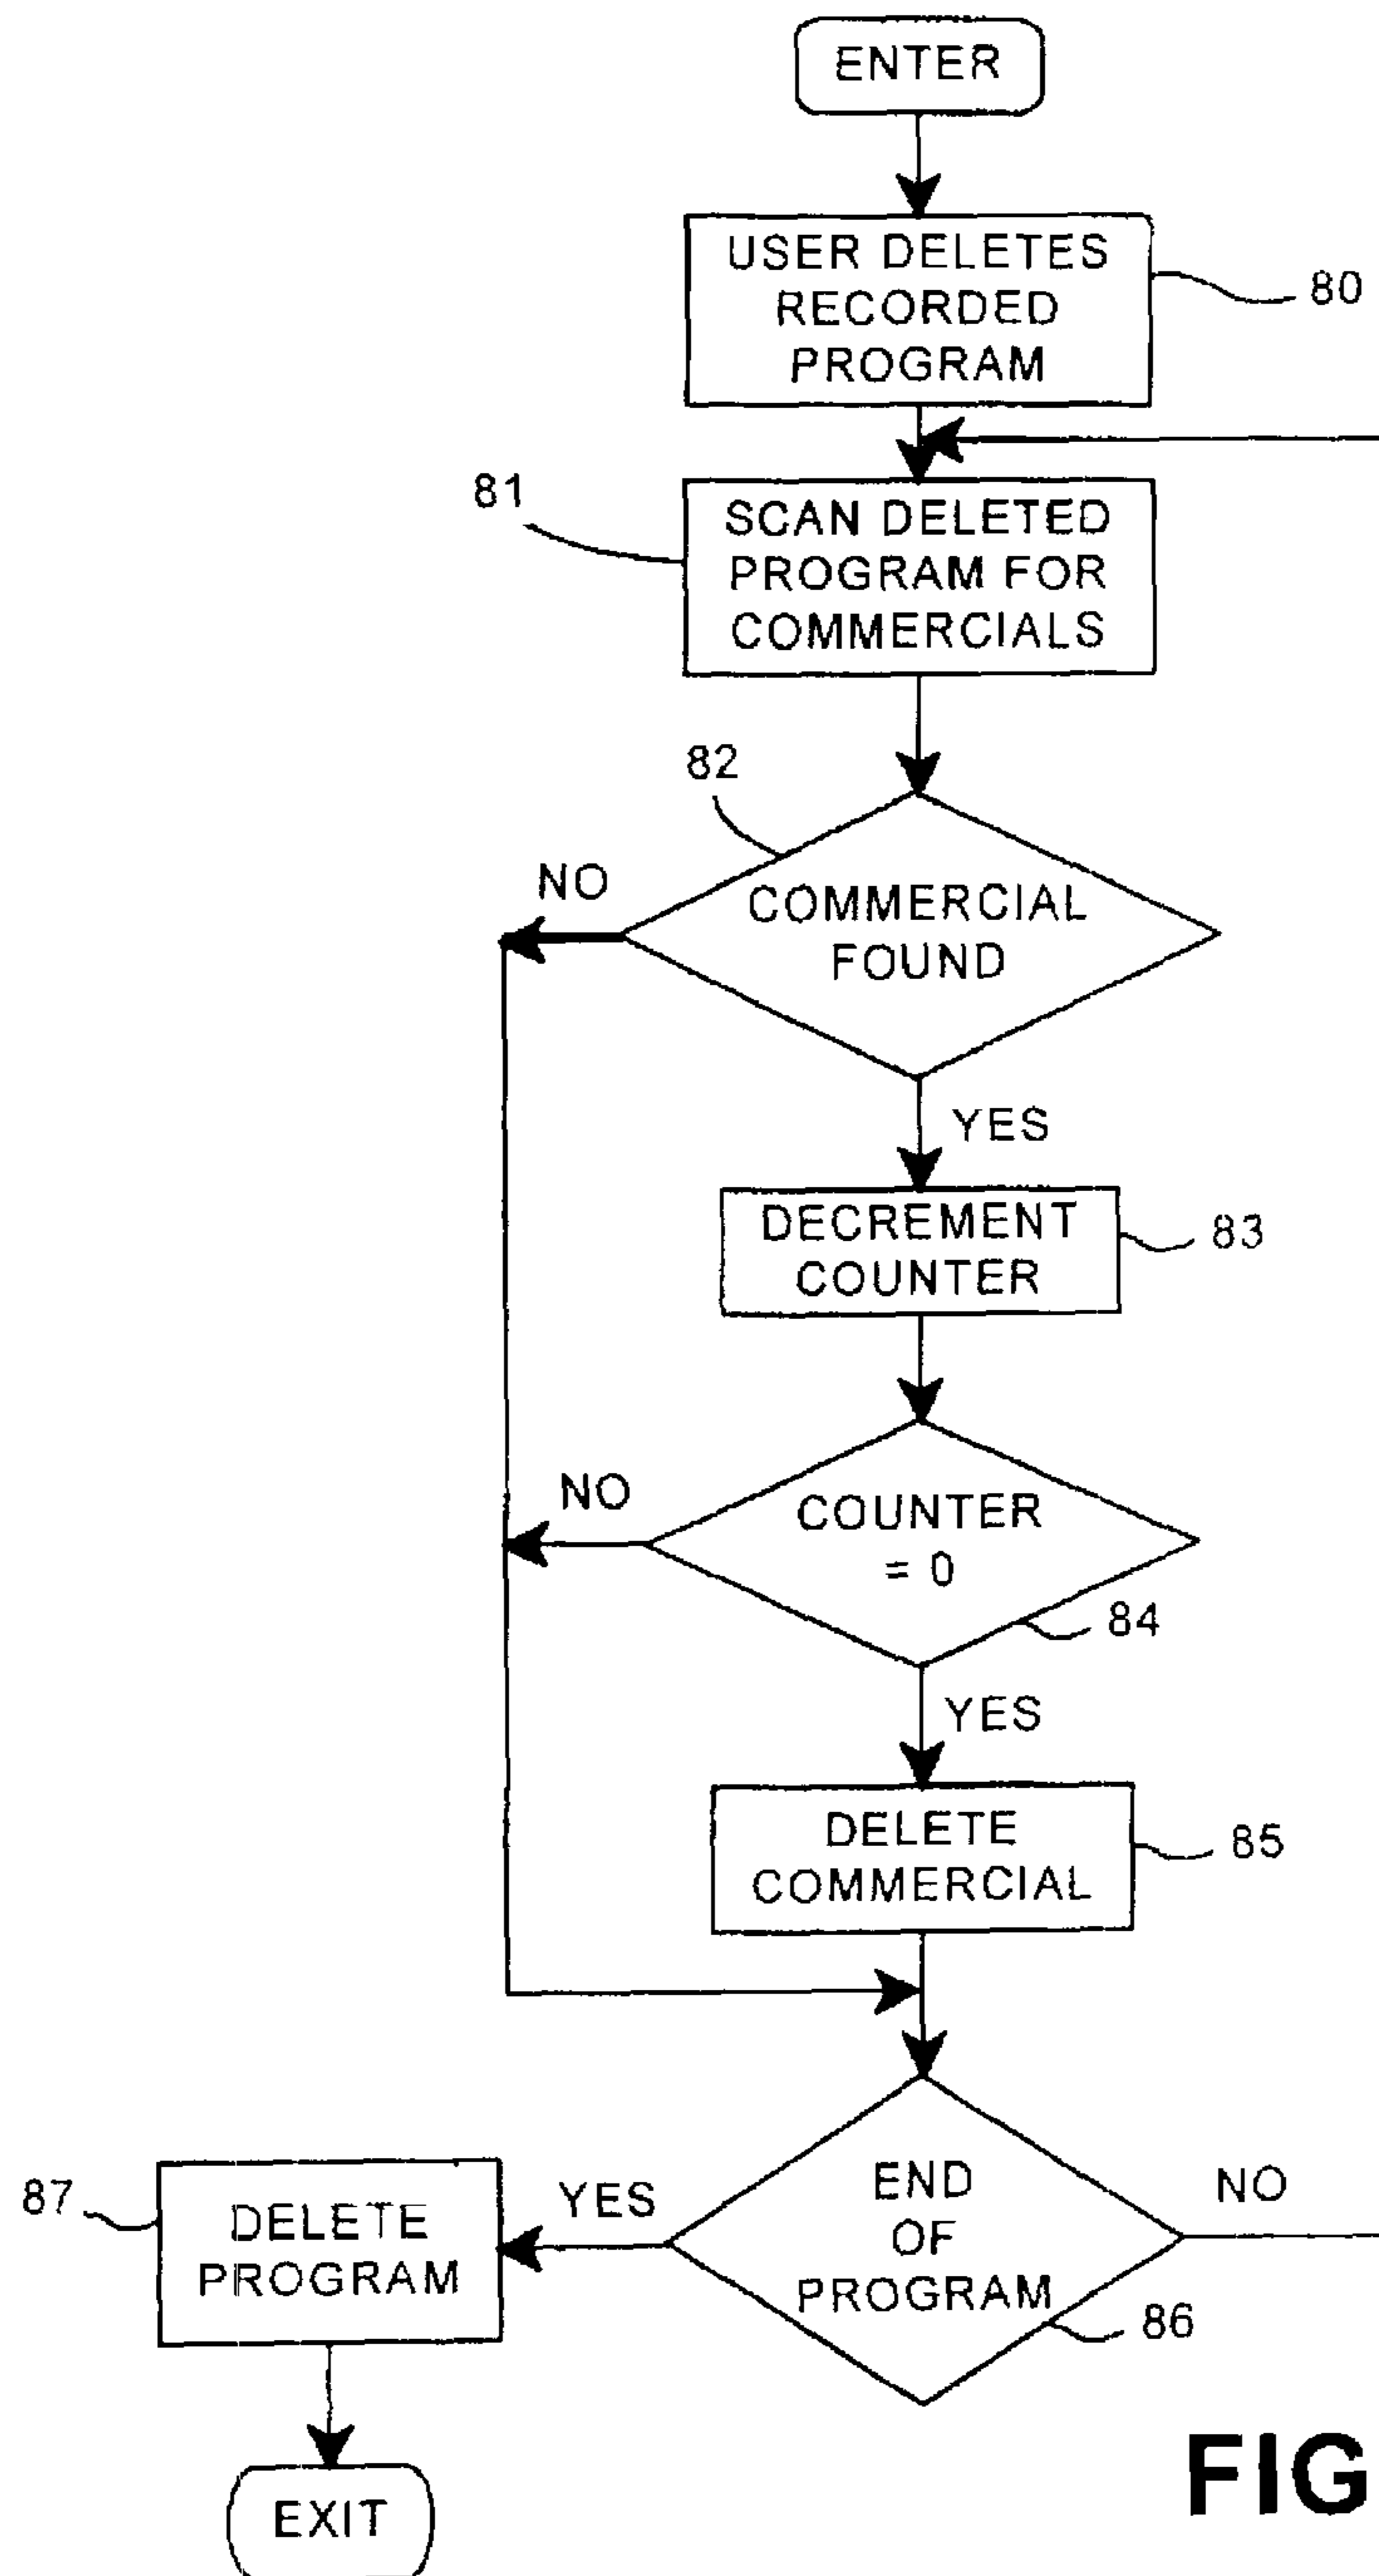 ENTER
USER DELETES
RECORDED
PROGRAM
80
81
SCAN DELETED
PROGRAM FOR
COMMERCIALS
82
NO
COMMERCIAL
FOUND
YES
DECREMENT
COUNTER
83
NO
COUNTER
= 0
84
YES
DELETE
COMMERCIAL
85
87
DELETE
PROGRAM
YES
END
OF
PROGRAM
NO
86
EXIT
FIG